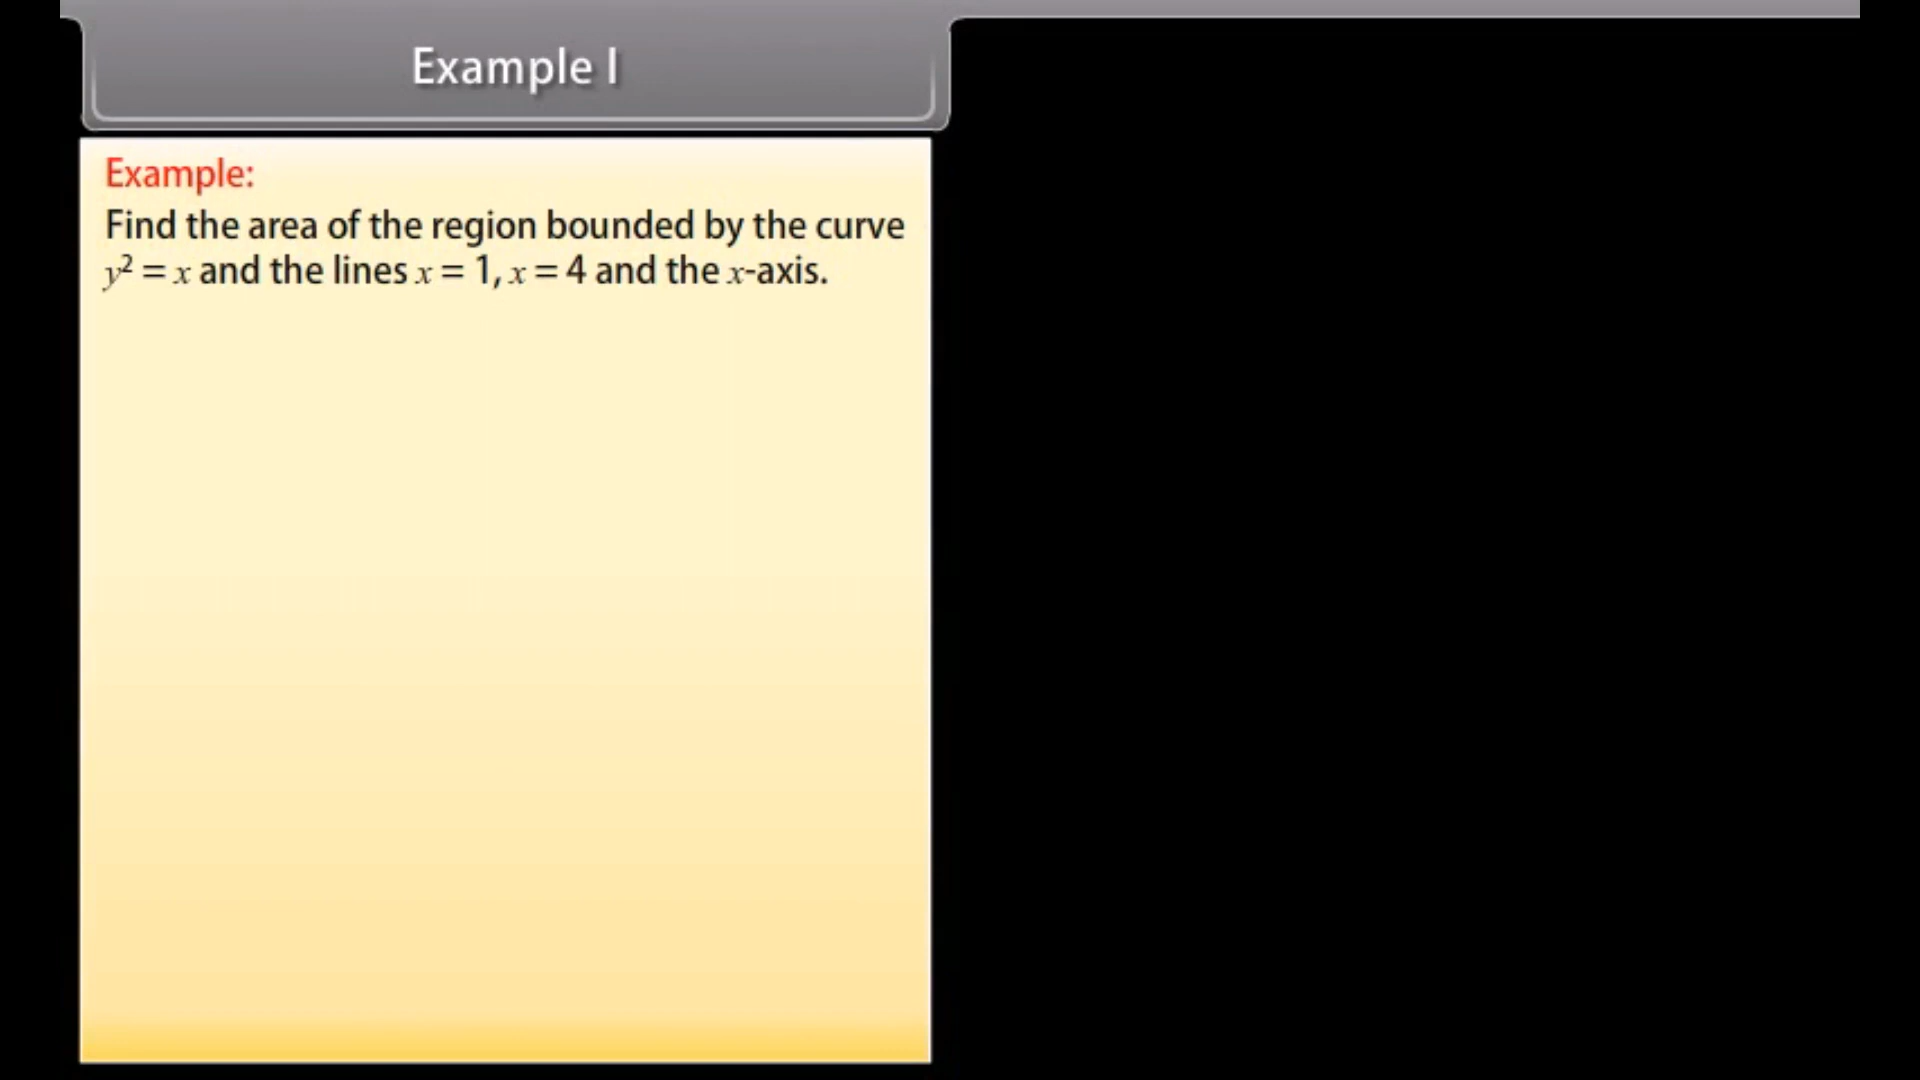 Example I
Example:
Find the area of the region bounded by the curve
y² = x and the lines x = 1, x = 4 and the x-axis.